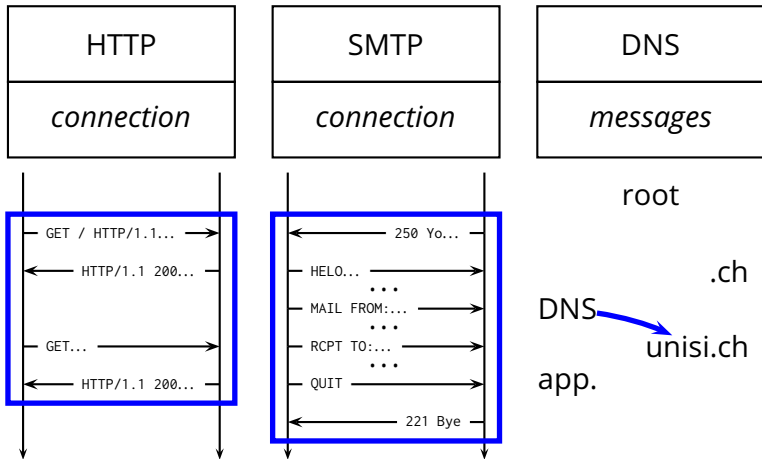 HTTP
connection
GET / HTTP/1.1...
HTTP/1.1 200...
GET...
HTTP/1.1 200...
SMTP
connection
250 Yo...
HELO...
...
MAIL FROM:...
...
RCPT TO:...
...
QUIT
221 Bye
DNS
messages
root
.ch
DNS
unisi.ch
app.